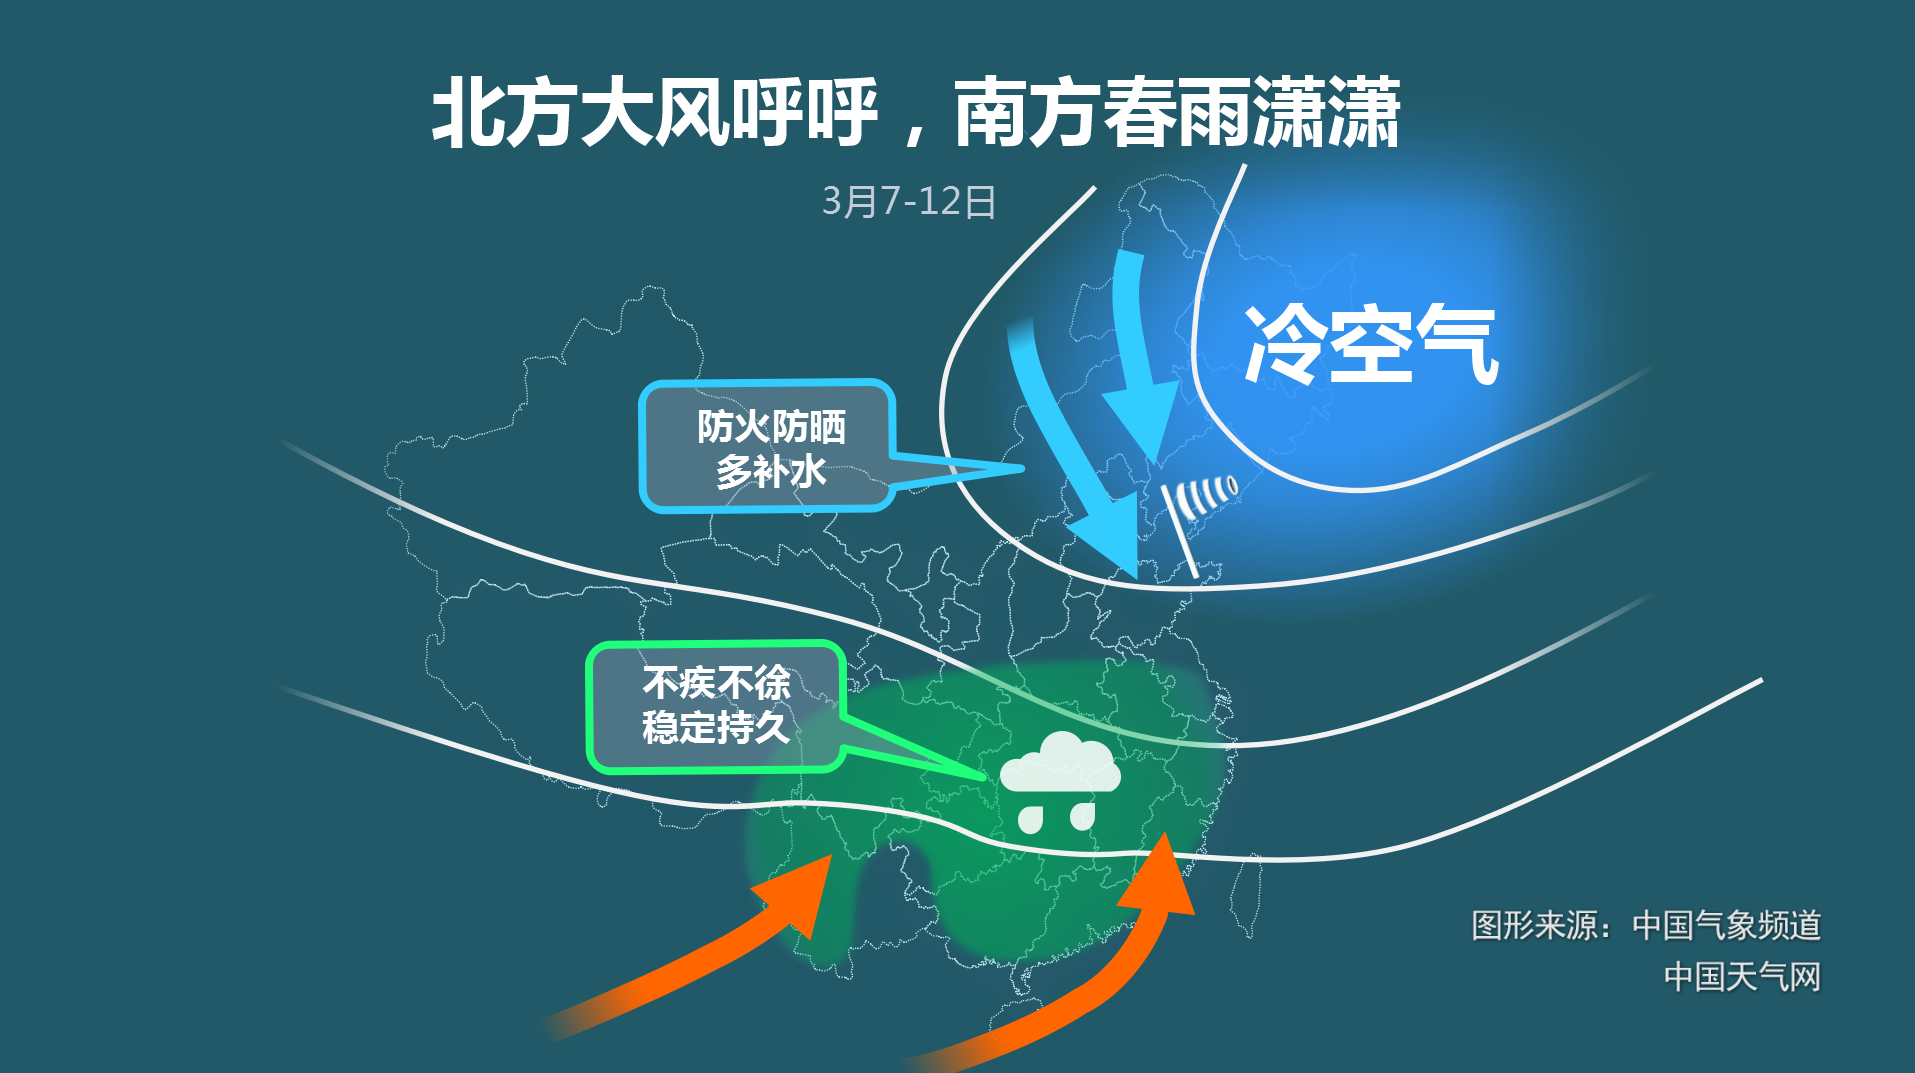 北方大风呼呼，南方春雨潇潇
3月7-12日
冷空气
防火防晒
多补水
不疾不徐
稳定持久
图形来源：中国气象频道
中国天气网